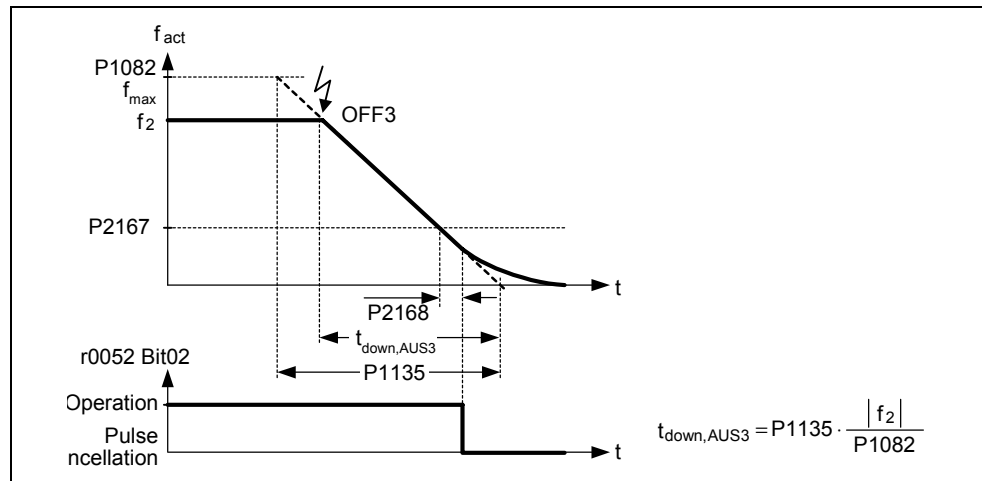 f act
P1082
f max
f 2
OFF3
P2167
t
P2168
t down,AUS3
P1135
r0052 Bit02
Operation
Pulse
ncellation
t
t down,AUS3 = P1135 · | f 2 | / P1082